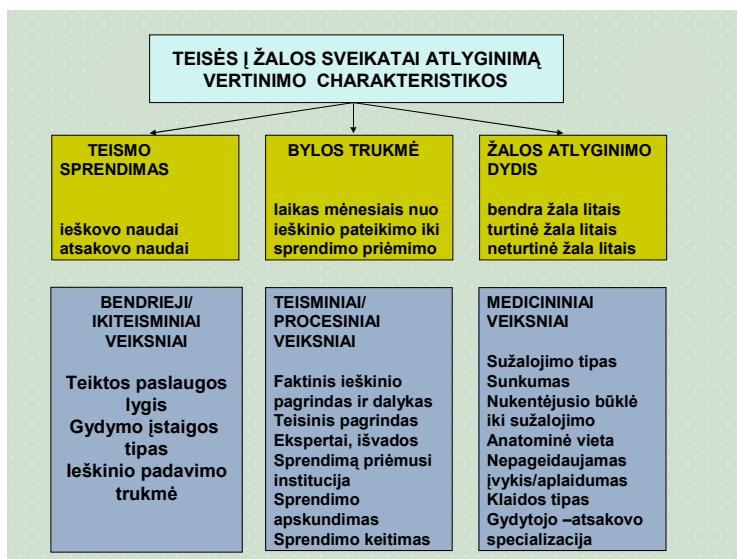 TEISĖS Į ŽALOS SVEIKATAI ATLYGINIMĄ
VERTINIMO CHARAKTERISTIKOS
TEISMO
SPRENDIMAS
ieškovo naudai
atsakovo naudai
BYLOS TRUKMĖ
laikas mėnesiais nuo
ieškinio pateikimo iki
sprendimo priėmimo
ŽALOS ATLYGINIMO
DYDIS
bendra žala litais
turtinė žala litais
neturtinė žala litais
BENDRIEJI/
IKITEISMINIAI
VEIKSNIAI
Teiktos paslaugos
lygis
Gydymo įstaigos
tipas
Ieškinio padavimo
trukmė
TEISMINIAI/
PROCESINIAI
VEIKSNIAI
Faktinis ieškinio
pagrindas ir dalykas
Teisinis pagrindas
Ekspertai, išvados
Sprendimą priėmusi
institucija
Sprendimo
apskundimas
Sprendimo keitimas
MEDICININIAI
VEIKSNIAI
Sužalojimo tipas
Sunkumas
Nukentėjusio būklė
iki sužalojimo
Anatominė vieta
Nepageidaujamas
įvykis/aplaidumas
Klaidos tipas
Gydytojo –atsakovo
specializacija